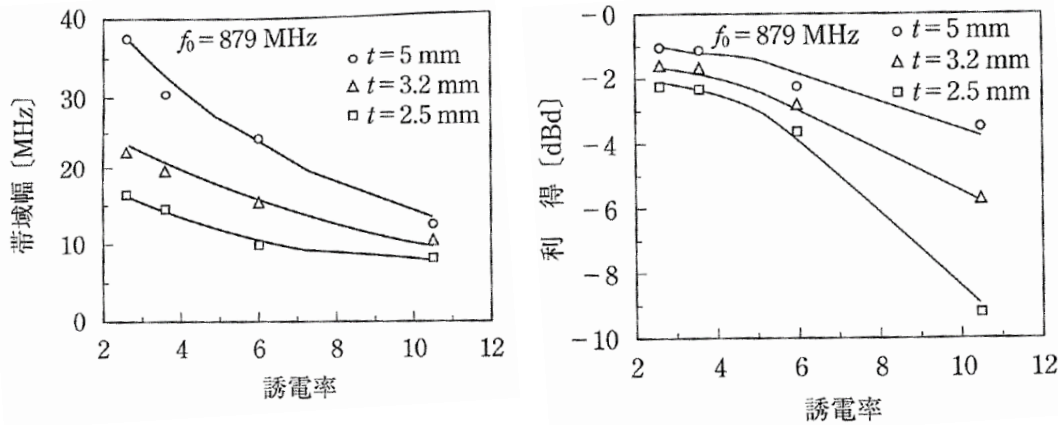 40
30
20
10
0
帯域幅〔MHz〕
f₀＝879 MHz
○ t＝5 mm
△ t＝3.2 mm
□ t＝2.5 mm
2 4 6 8 10 12
誘電率
−0
−2
−4
−6
−8
−10
利 得〔dBd〕
f₀＝879 MHz
○ t＝5 mm
△ t＝3.2 mm
□ t＝2.5 mm
2 4 6 8 10 12
誘電率